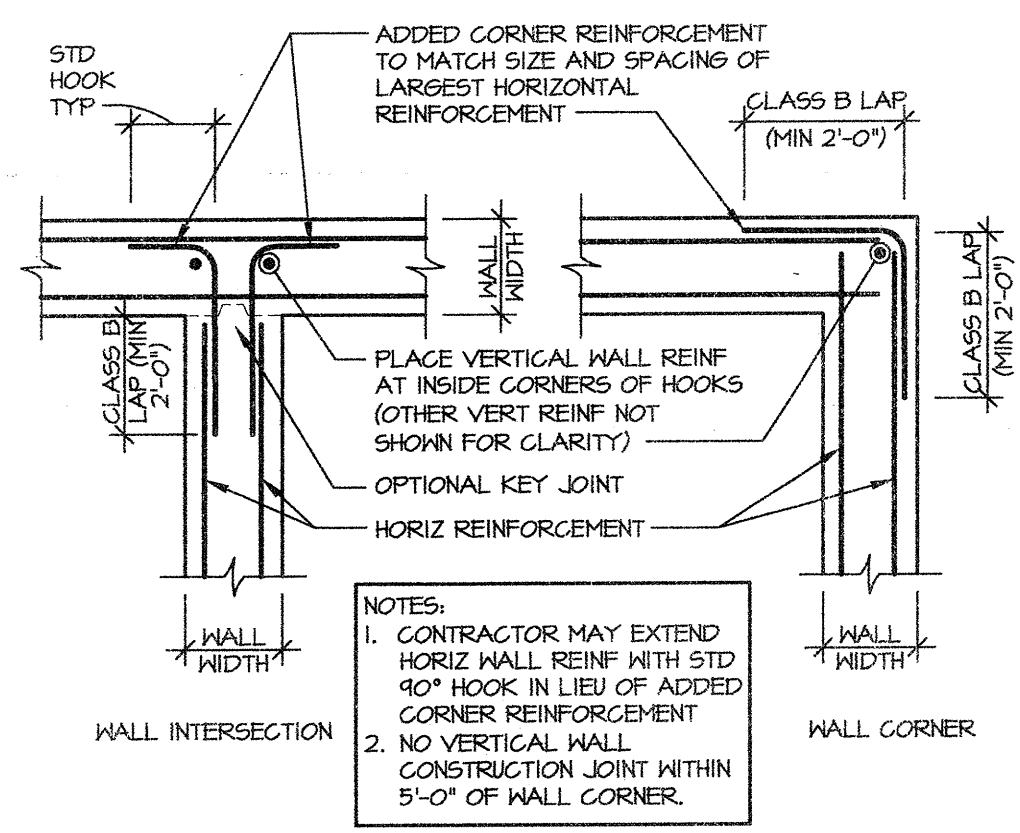 STD
HOOK
TYP
ADDED CORNER REINFORCEMENT
TO MATCH SIZE AND SPACING OF
LARGEST HORIZONTAL
REINFORCEMENT
CLASS B LAP
(MIN 2'-0")
WALL
WIDTH
CLASS B LAP
(MIN 2'-0")
CLASS B
LAP (MIN
2'-0")
PLACE VERTICAL WALL REINF
AT INSIDE CORNERS OF HOOKS
(OTHER VERT REINF NOT
SHOWN FOR CLARITY)
OPTIONAL KEY JOINT
HORIZ REINFORCEMENT
WALL
WIDTH
WALL INTERSECTION
NOTES:
1. CONTRACTOR MAY EXTEND
HORIZ WALL REINF WITH STD
90° HOOK IN LIEU OF ADDED
CORNER REINFORCEMENT
2. NO VERTICAL WALL
CONSTRUCTION JOINT WITHIN
5'-0" OF WALL CORNER.
WALL
WIDTH
WALL CORNER